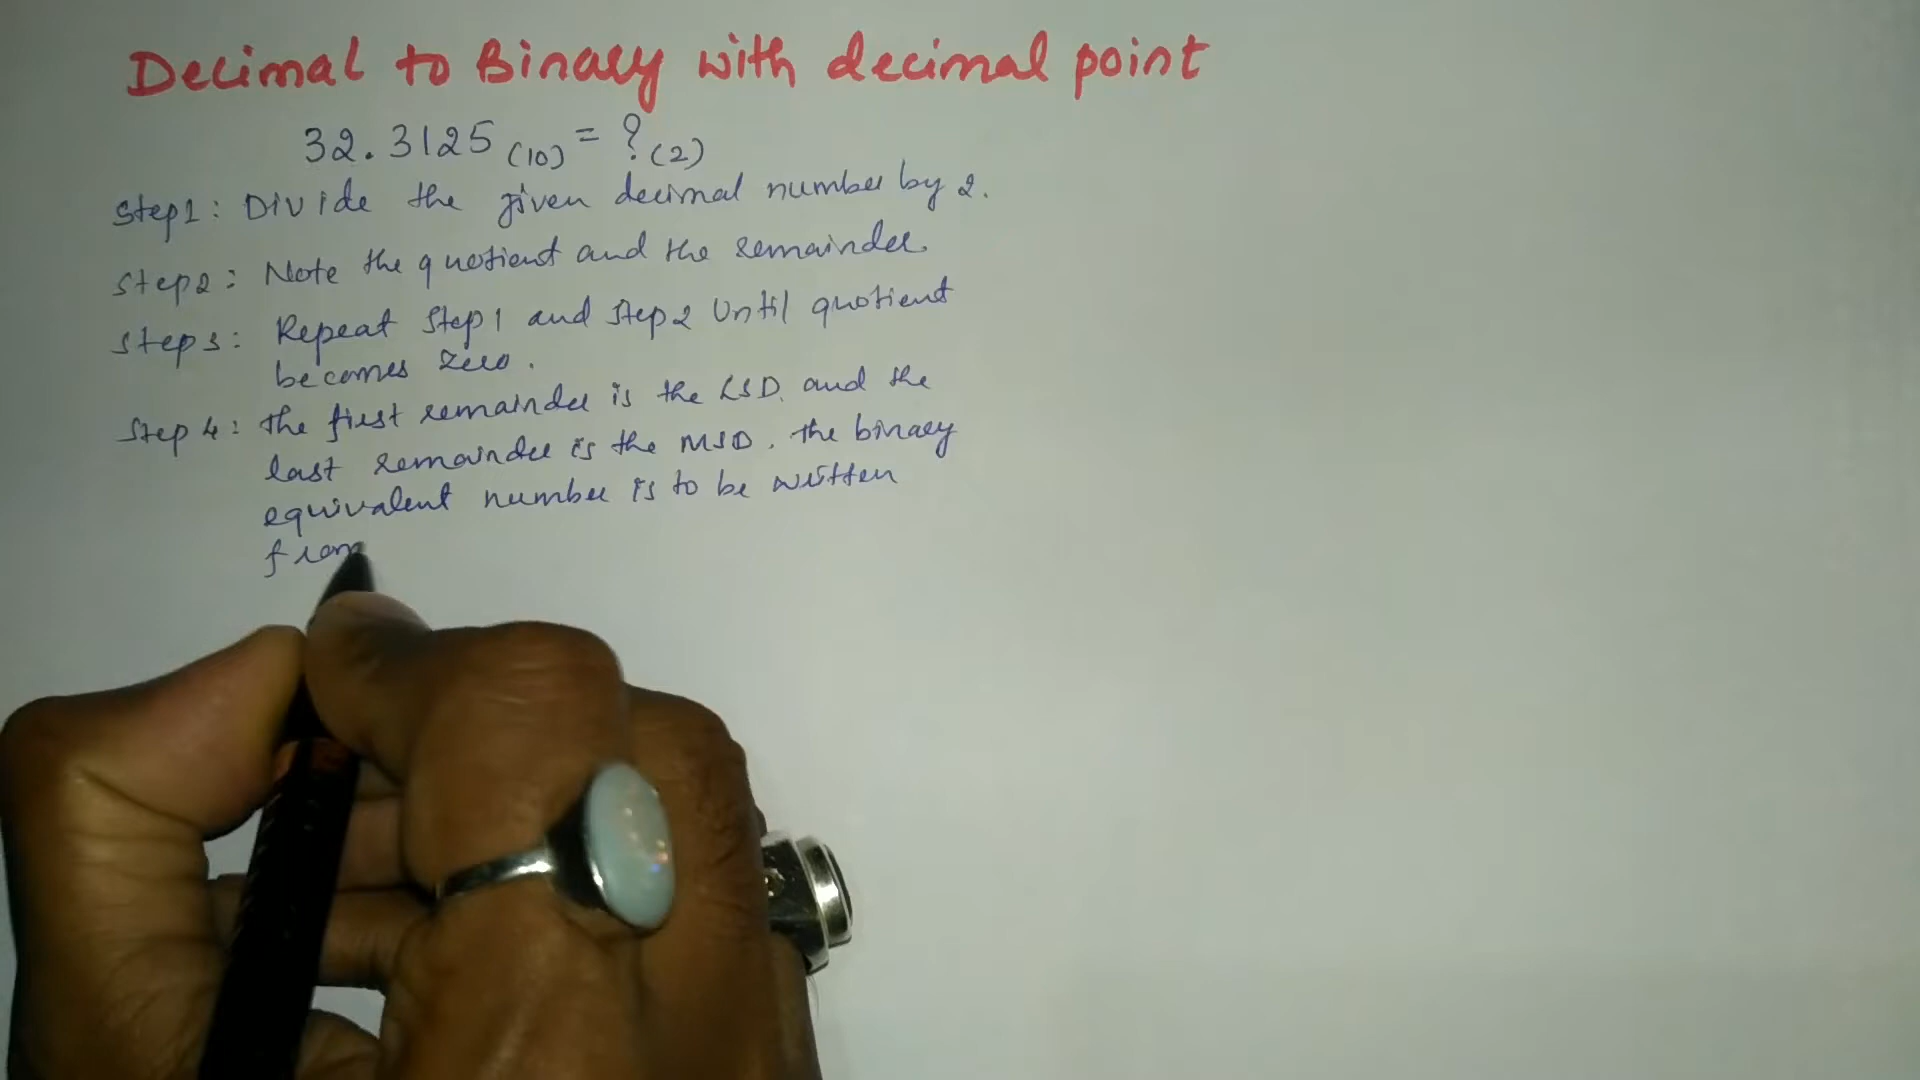 Decimal to Binary with decimal point
32.3125 (10) = ? (2)
Step1: Divide the given decimal number by 2.
Step2: Note the quotient and the remainder.
Step3: Repeat Step1 and Step2 Until quotient
becomes zero.
Step4: the first remainder is the LSD. and the
last remainder is the MSD. the binary
equivalent number is to be written
from